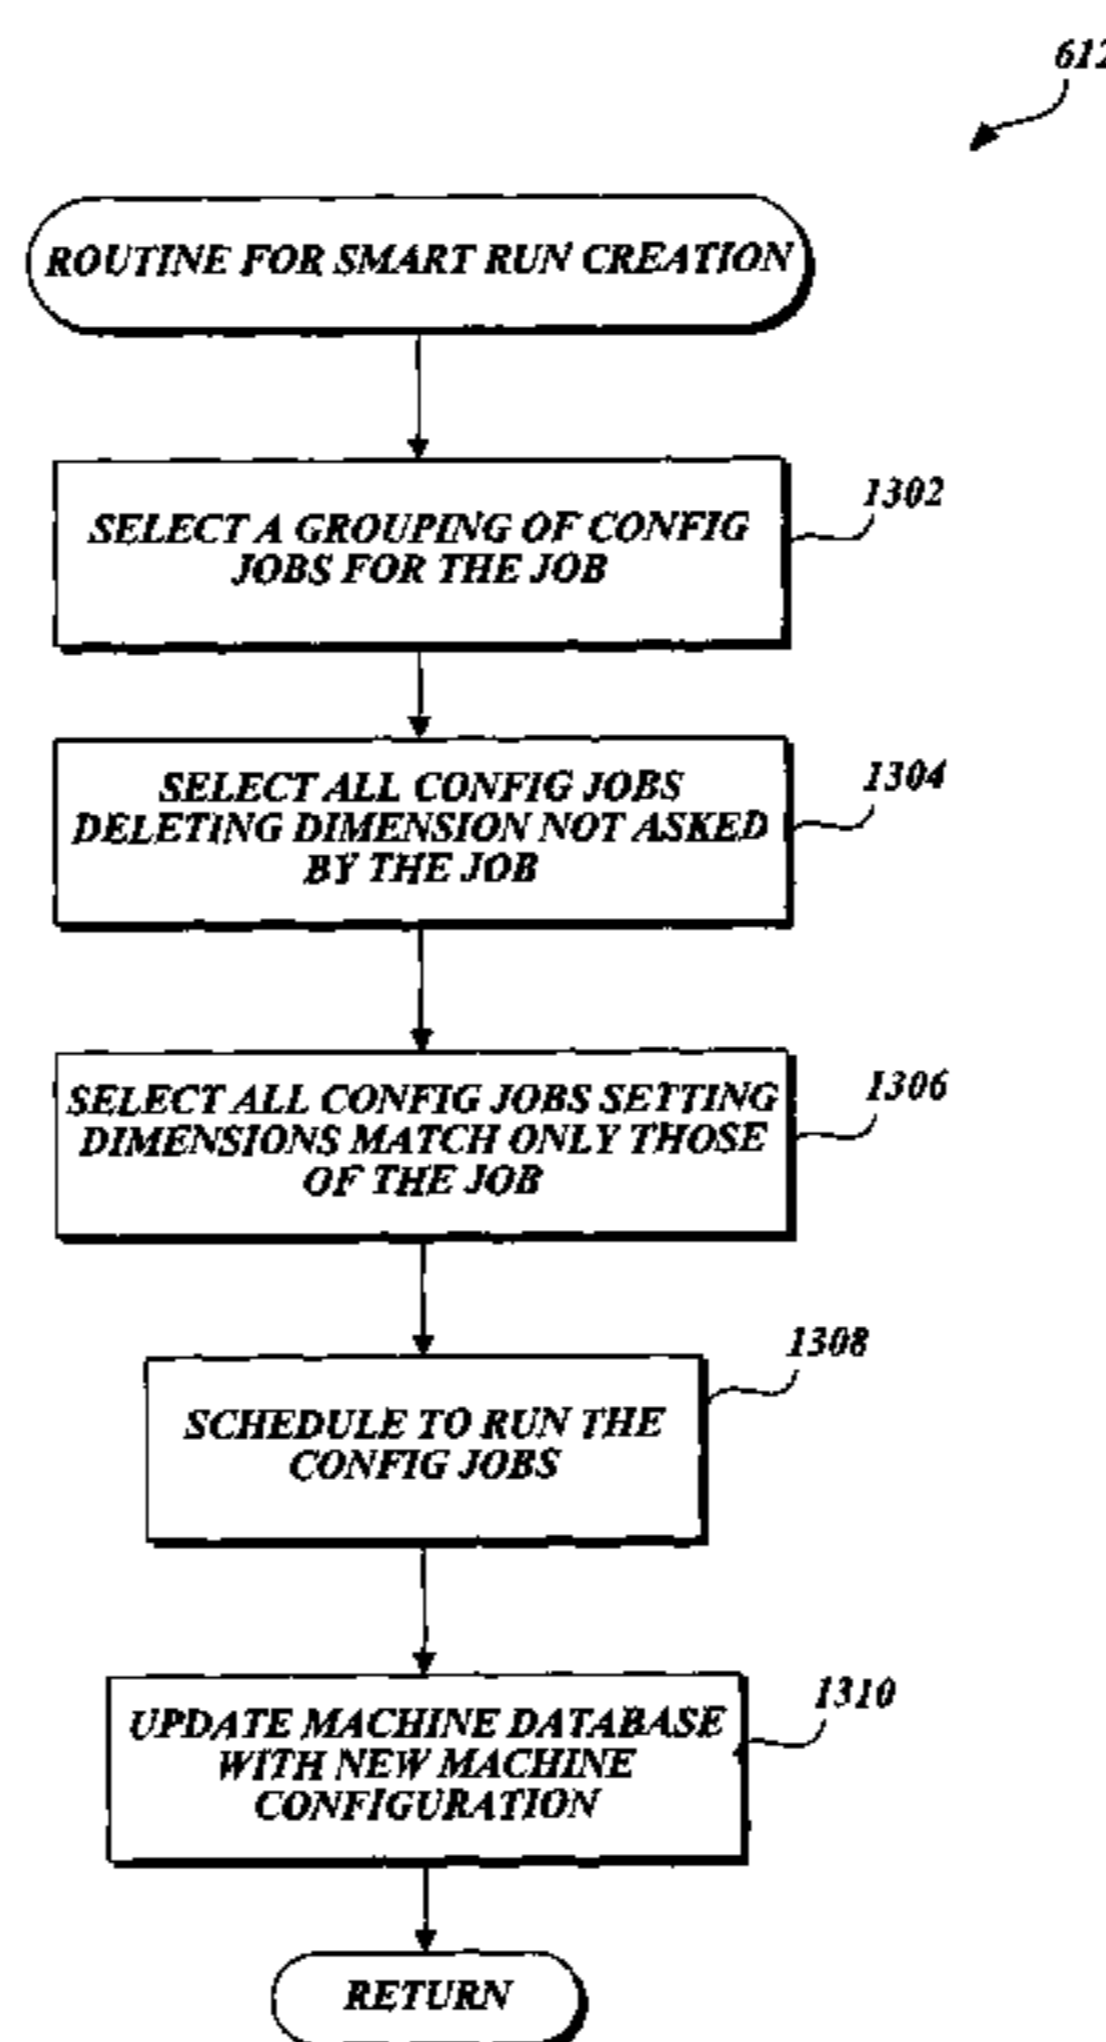 612
ROUTINE FOR SMART RUN CREATION
1302
SELECT A GROUPING OF CONFIG
JOBS FOR THE JOB
1304
SELECT ALL CONFIG JOBS
DELETING DIMENSION NOT ASKED
BY THE JOB
1306
SELECT ALL CONFIG JOBS SETTING
DIMENSIONS MATCH ONLY THOSE
OF THE JOB
1308
SCHEDULE TO RUN THE
CONFIG JOBS
1310
UPDATE MACHINE DATABASE
WITH NEW MACHINE
CONFIGURATION
RETURN